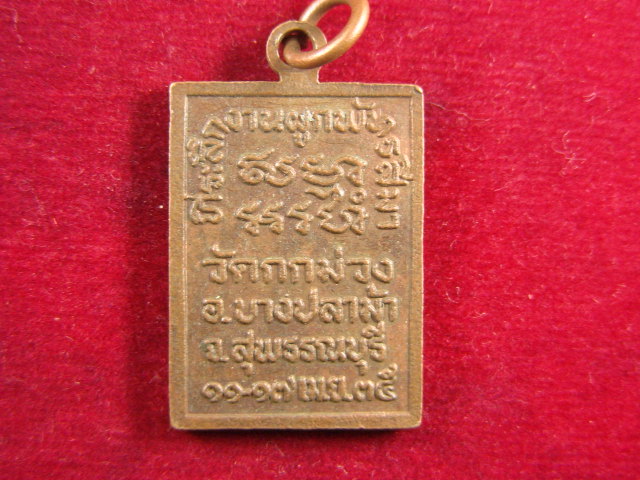 ที่ระลึก
งานผูกพัท
ธสีมา
วัดกกม่วง
อ.บางปลาม้า
จ.สุพรรณบุรี
๑๑-๑๗ เม.ย.๓๕